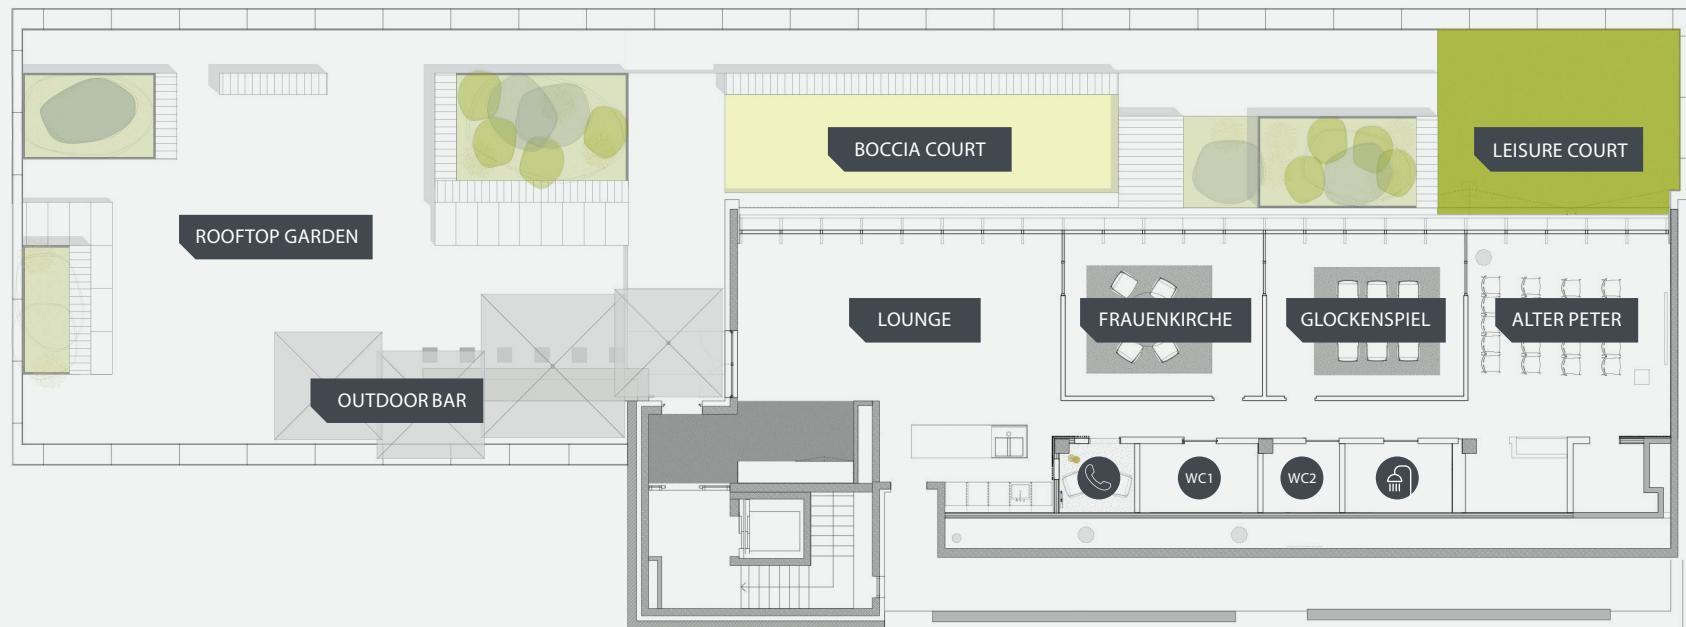 BOCCIA COURT
LEISURE COURT
ROOFTOP GARDEN
LOUNGE
FRAUENKIRCHE
GLOCKENSPIEL
ALTER PETER
OUTDOOR BAR
WC1
WC2